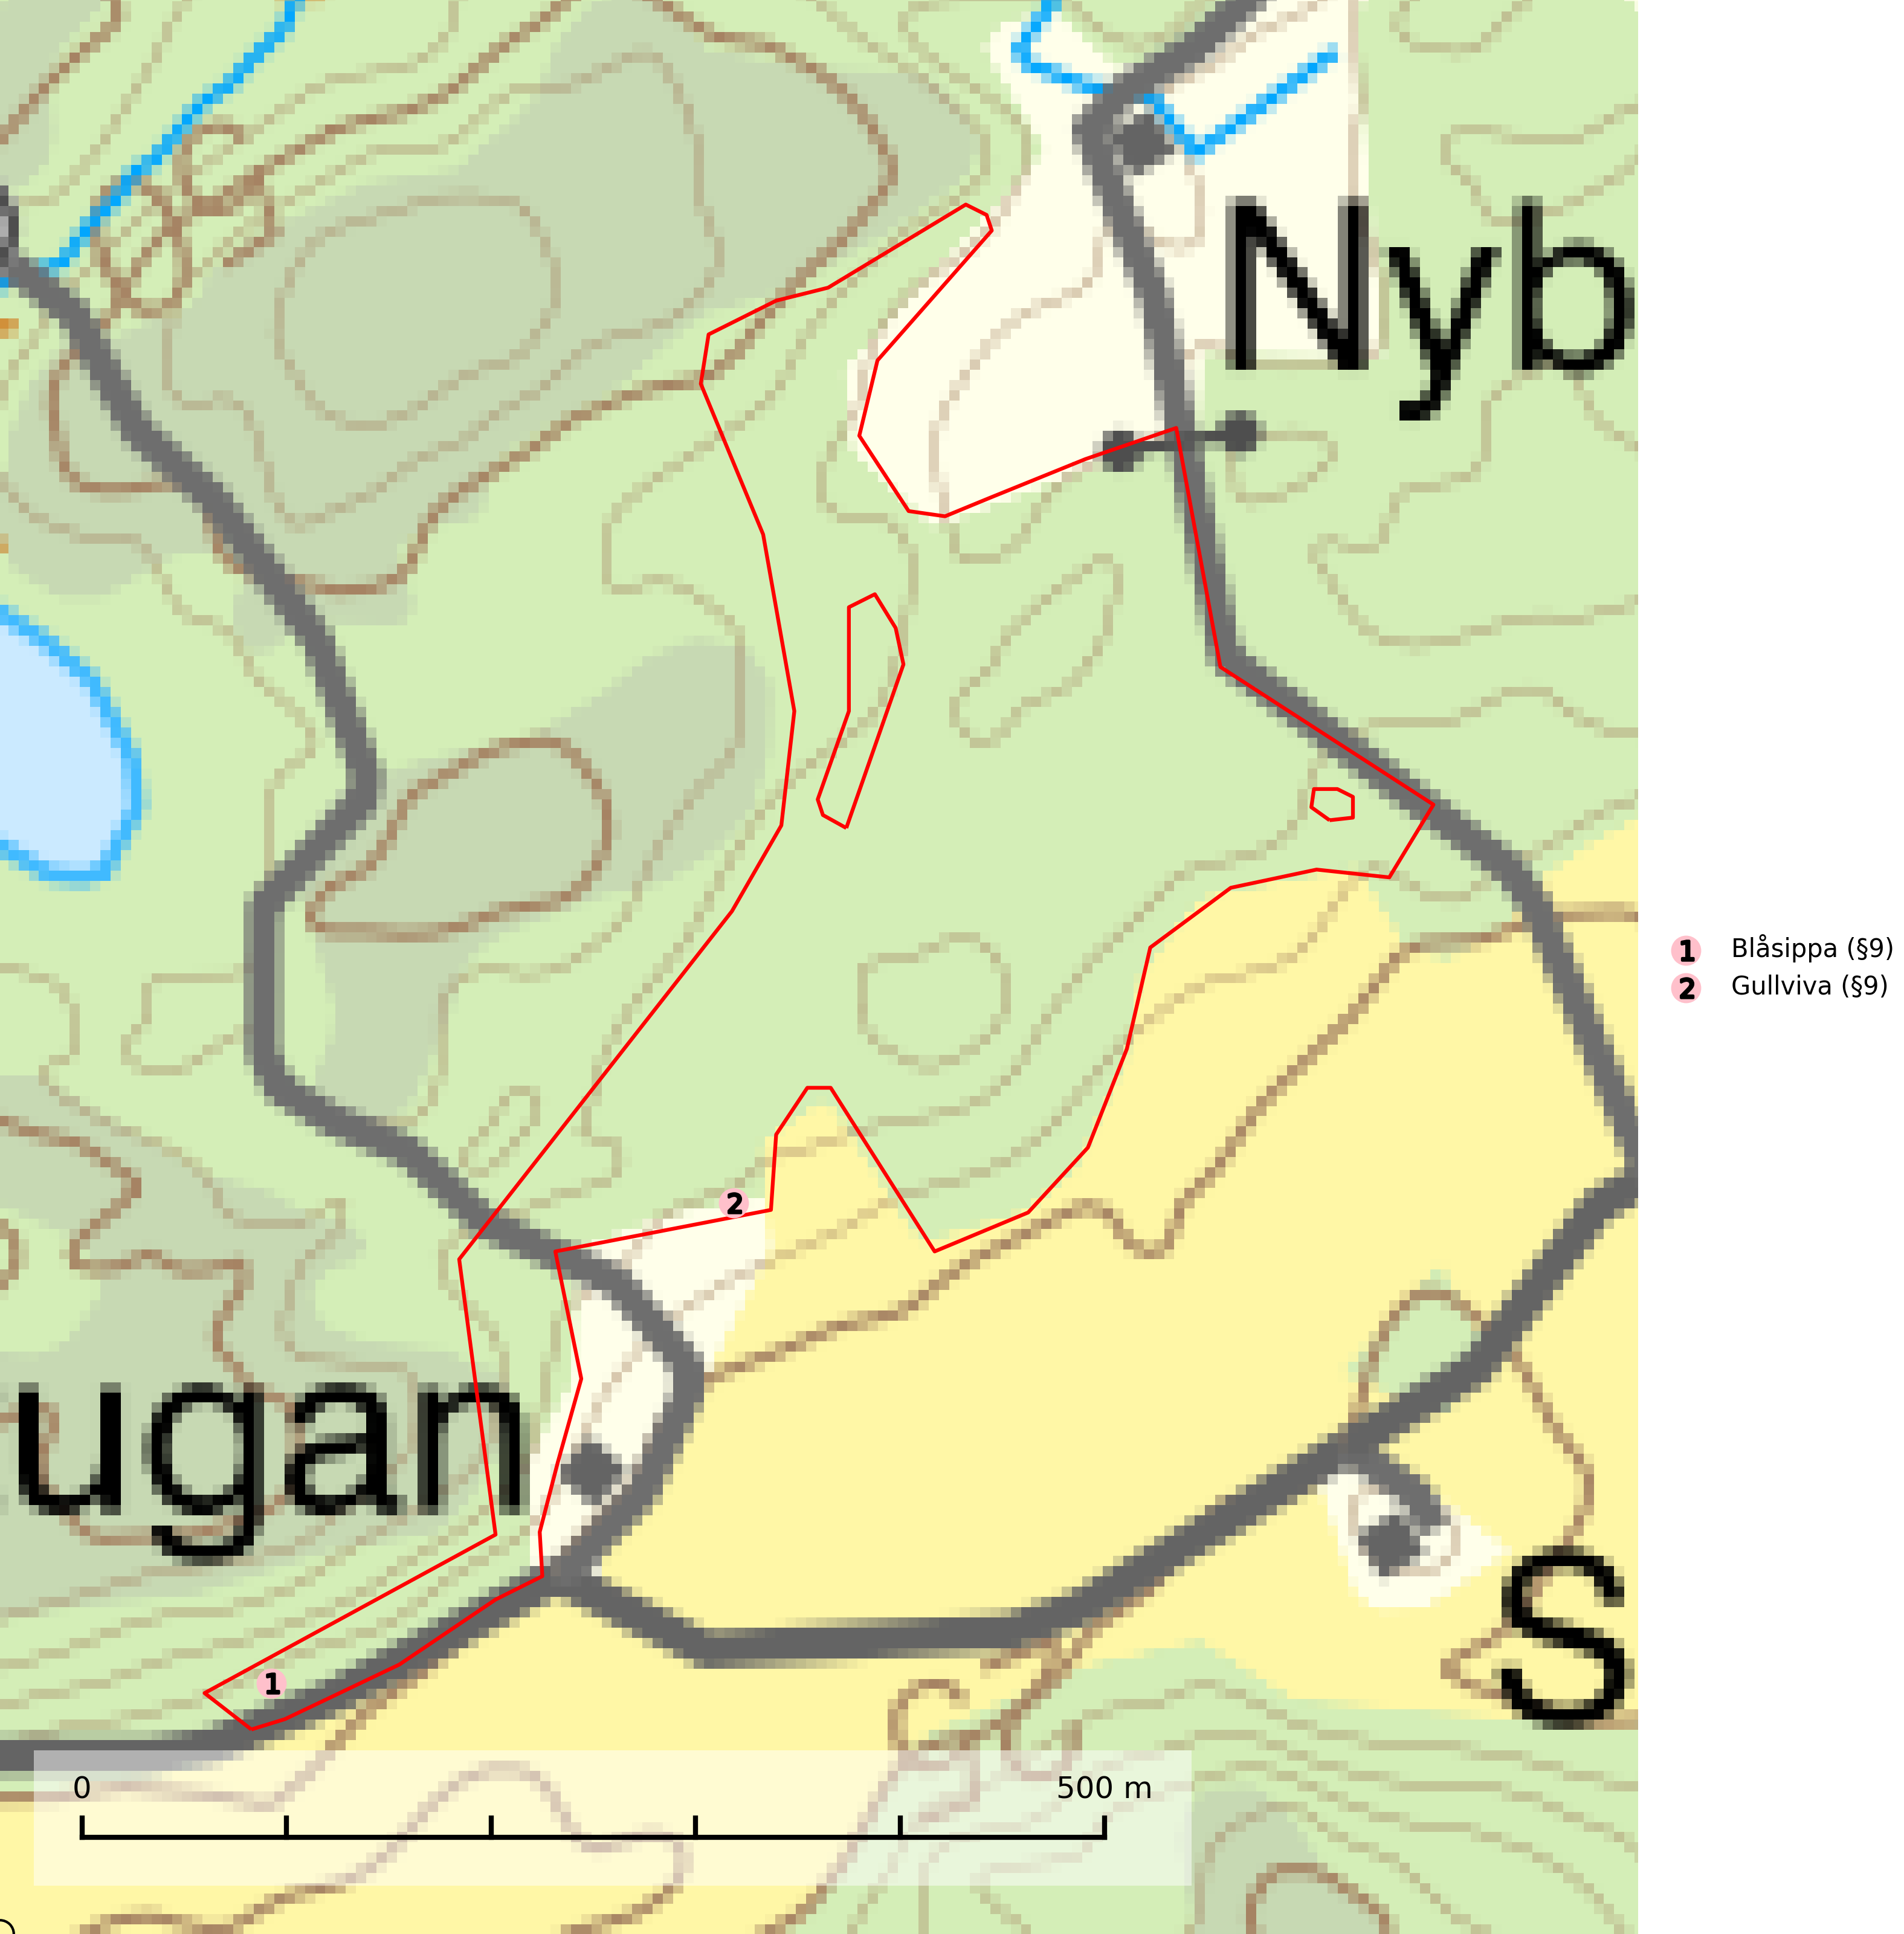 Nyb
1 Blåsippa (§9)
2 Gullviva (§9)
2
ugan
S
1
0 500 m